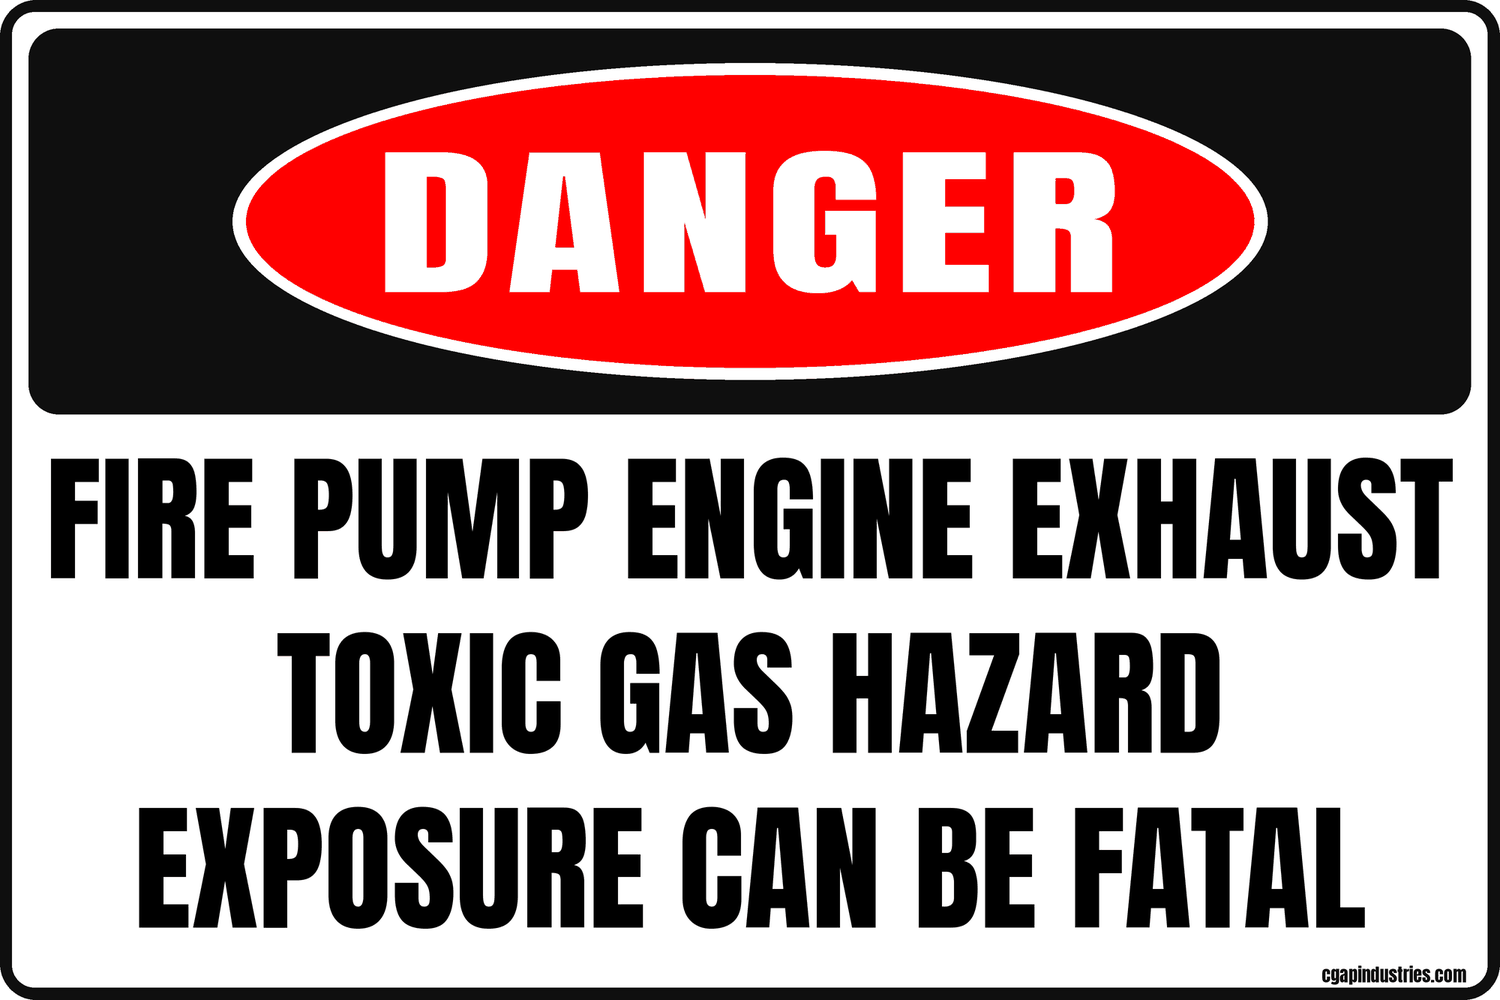 DANGER
FIRE PUMP ENGINE EXHAUST
TOXIC GAS HAZARD
EXPOSURE CAN BE FATAL
cgapindustries.com